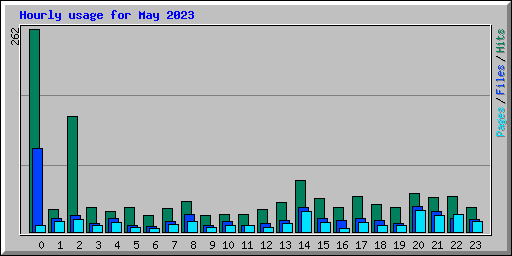 Hourly usage for May 2023
262
Pages / Files / Hits
0 1 2 3 4 5 6 7 8 9 10 11 12 13 14 15 16 17 18 19 20 21 22 23